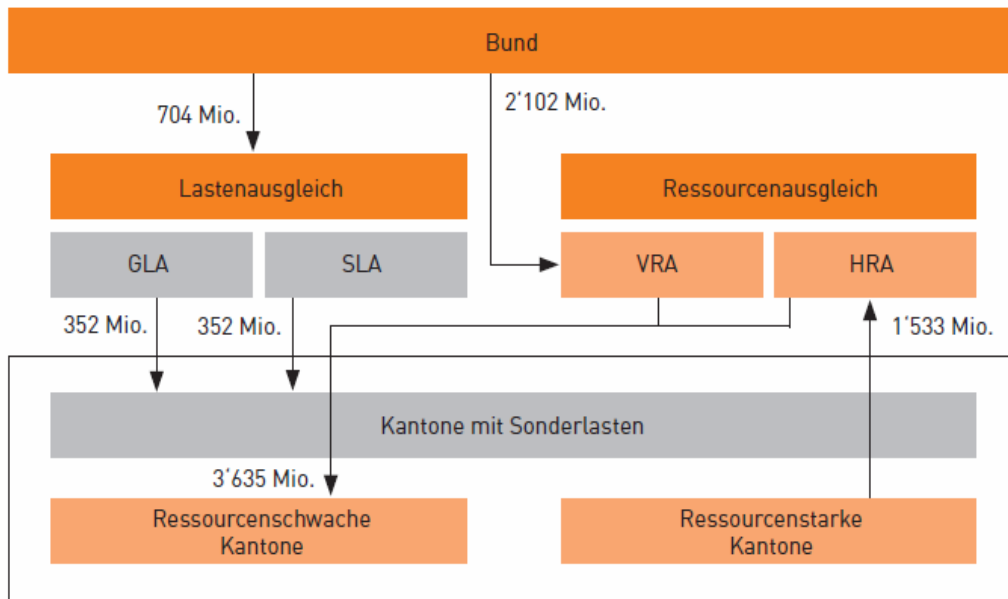 Bund
704 Mio.
2‘102 Mio.
Lastenausgleich
Ressourcenausgleich
GLA
SLA
VRA
HRA
352 Mio.
352 Mio.
1‘533 Mio.
Kantone mit Sonderlasten
3‘635 Mio.
Ressourcenschwache
Kantone
Ressourcenstarke
Kantone